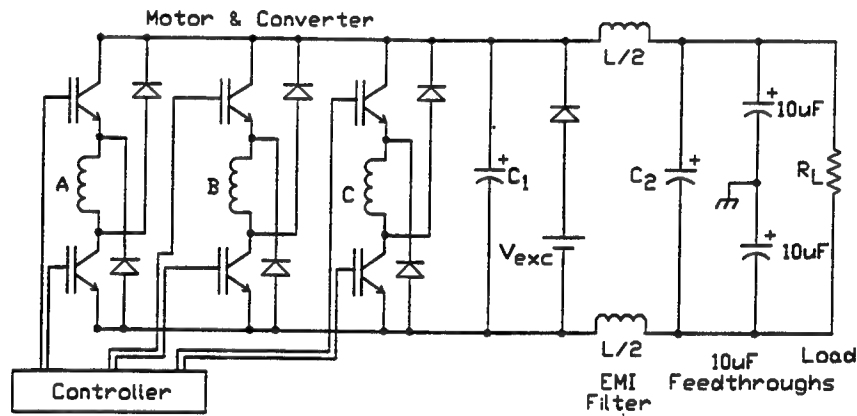 Motor & Converter
L/2
+
10uF
A
B
C
+
C1
C2
+
RL
+
10uF
Vexc
L/2
EMI
Filter
10uF
Feedthroughs
Load
Controller